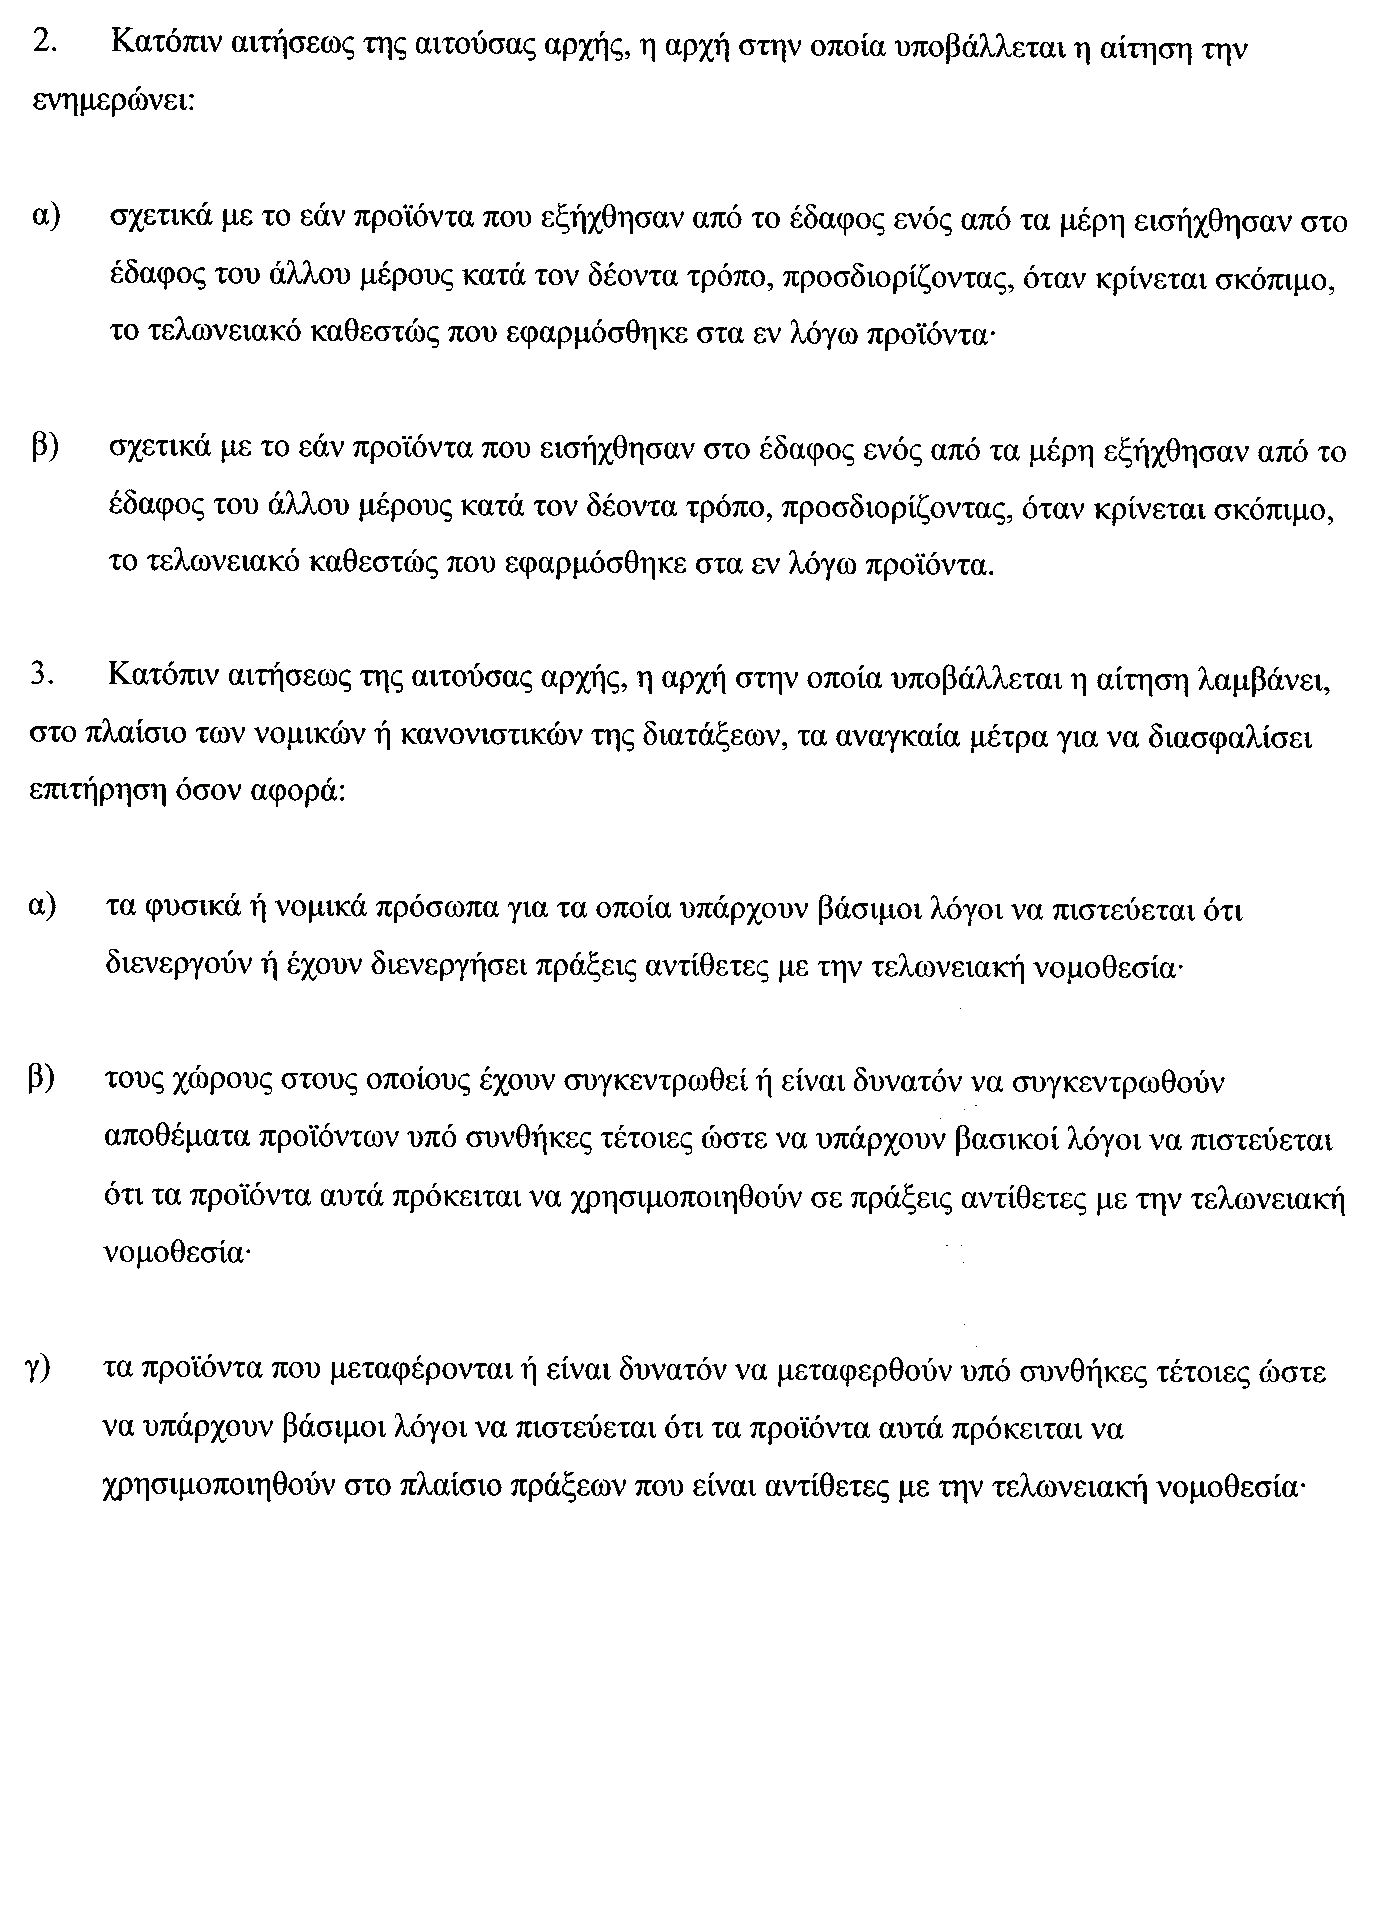 2. Κατόπιν αιτήσεως της αιτούσας αρχής, η αρχή στην οποία υποβάλλεται η αίτηση την
ενημερώνει:
α) σχετικά με το εάν προϊόντα που εξήχθησαν από το έδαφος ενός από τα μέρη εισήχθησαν στο
έδαφος του άλλου μέρους κατά τον δέοντα τρόπο, προσδιορίζοντας, όταν κρίνεται σκόπιμο,
το τελωνειακό καθεστώς που εφαρμόσθηκε στα εν λόγω προϊόντα·
β) σχετικά με το εάν προϊόντα που εισήχθησαν στο έδαφος ενός από τα μέρη εξήχθησαν από το
έδαφος του άλλου μέρους κατά τον δέοντα τρόπο, προσδιορίζοντας, όταν κρίνεται σκόπιμο,
το τελωνειακό καθεστώς που εφαρμόσθηκε στα εν λόγω προϊόντα.
3. Κατόπιν αιτήσεως της αιτούσας αρχής, η αρχή στην οποία υποβάλλεται η αίτηση λαμβάνει,
στο πλαίσιο των νομικών ή κανονιστικών της διατάξεων, τα αναγκαία μέτρα για να διασφαλίσει
επιτήρηση όσον αφορά:
α) τα φυσικά ή νομικά πρόσωπα για τα οποία υπάρχουν βάσιμοι λόγοι να πιστεύεται ότι
διενεργούν ή έχουν διενεργήσει πράξεις αντίθετες με την τελωνειακή νομοθεσία·
β) τους χώρους στους οποίους έχουν συγκεντρωθεί ή είναι δυνατόν να συγκεντρωθούν
αποθέματα προϊόντων υπό συνθήκες τέτοιες ώστε να υπάρχουν βασικοί λόγοι να πιστεύεται
ότι τα προϊόντα αυτά πρόκειται να χρησιμοποιηθούν σε πράξεις αντίθετες με την τελωνειακή
νομοθεσία·
γ) τα προϊόντα που μεταφέρονται ή είναι δυνατόν να μεταφερθούν υπό συνθήκες τέτοιες ώστε
να υπάρχουν βάσιμοι λόγοι να πιστεύεται ότι τα προϊόντα αυτά πρόκειται να
χρησιμοποιηθούν στο πλαίσιο πράξεων που είναι αντίθετες με την τελωνειακή νομοθεσία·